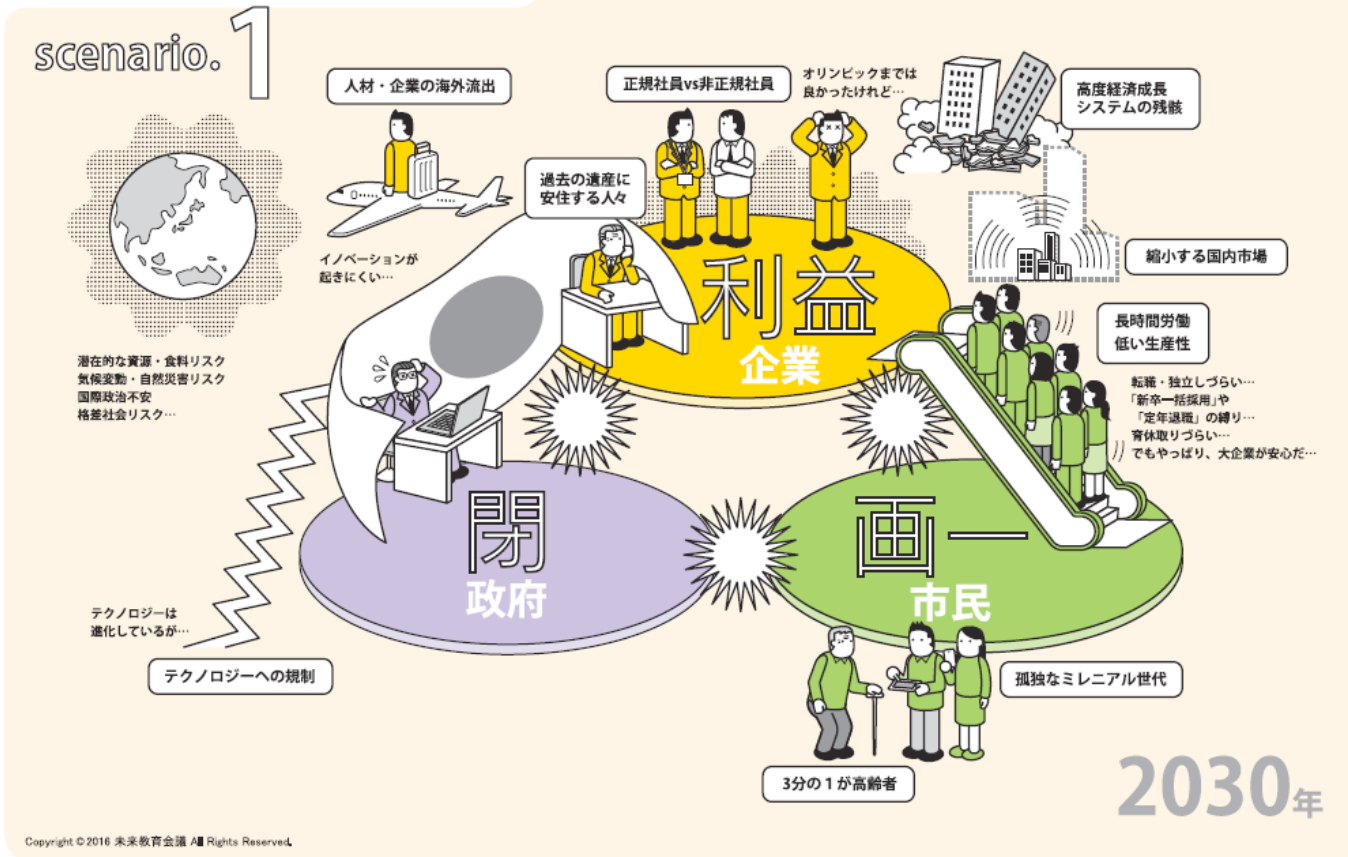 scenario.1
人材・企業の海外流出
正規社員vs非正規社員
オリンピックまでは
良かったけれど…
高度経済成長
システムの残骸
過去の遺産に
安住する人々
イノベーションが
起きにくい…
利益
企業
縮小する国内市場
長時間労働
低い生産性
転職・独立しづらい…
「新卒一括採用」や
「定年退職」の縛り…
育休取りづらい…
でもやっぱり、大企業が安心だ…
潜在的な資源・食料リスク
気候変動・自然災害リスク
国際政治不安
格差社会リスク…
閉
政府
画一
市民
テクノロジーは
進化しているが…
テクノロジーへの規制
孤独なミレニアル世代
3分の1が高齢者
2030年
Copyright © 2016 未来教育会議 All Rights Reserved.